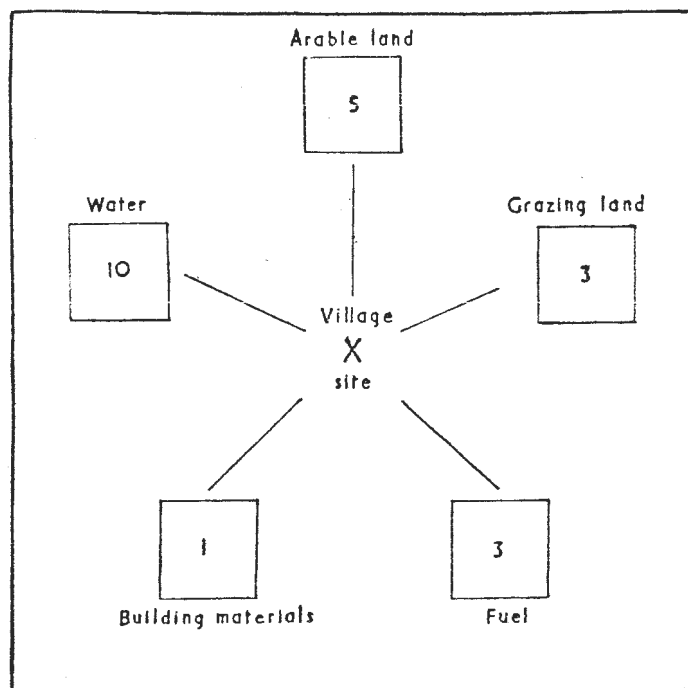 Arable land
5
Water
10
Grazing land
3
Village
X
site
1
Building materials
3
Fuel